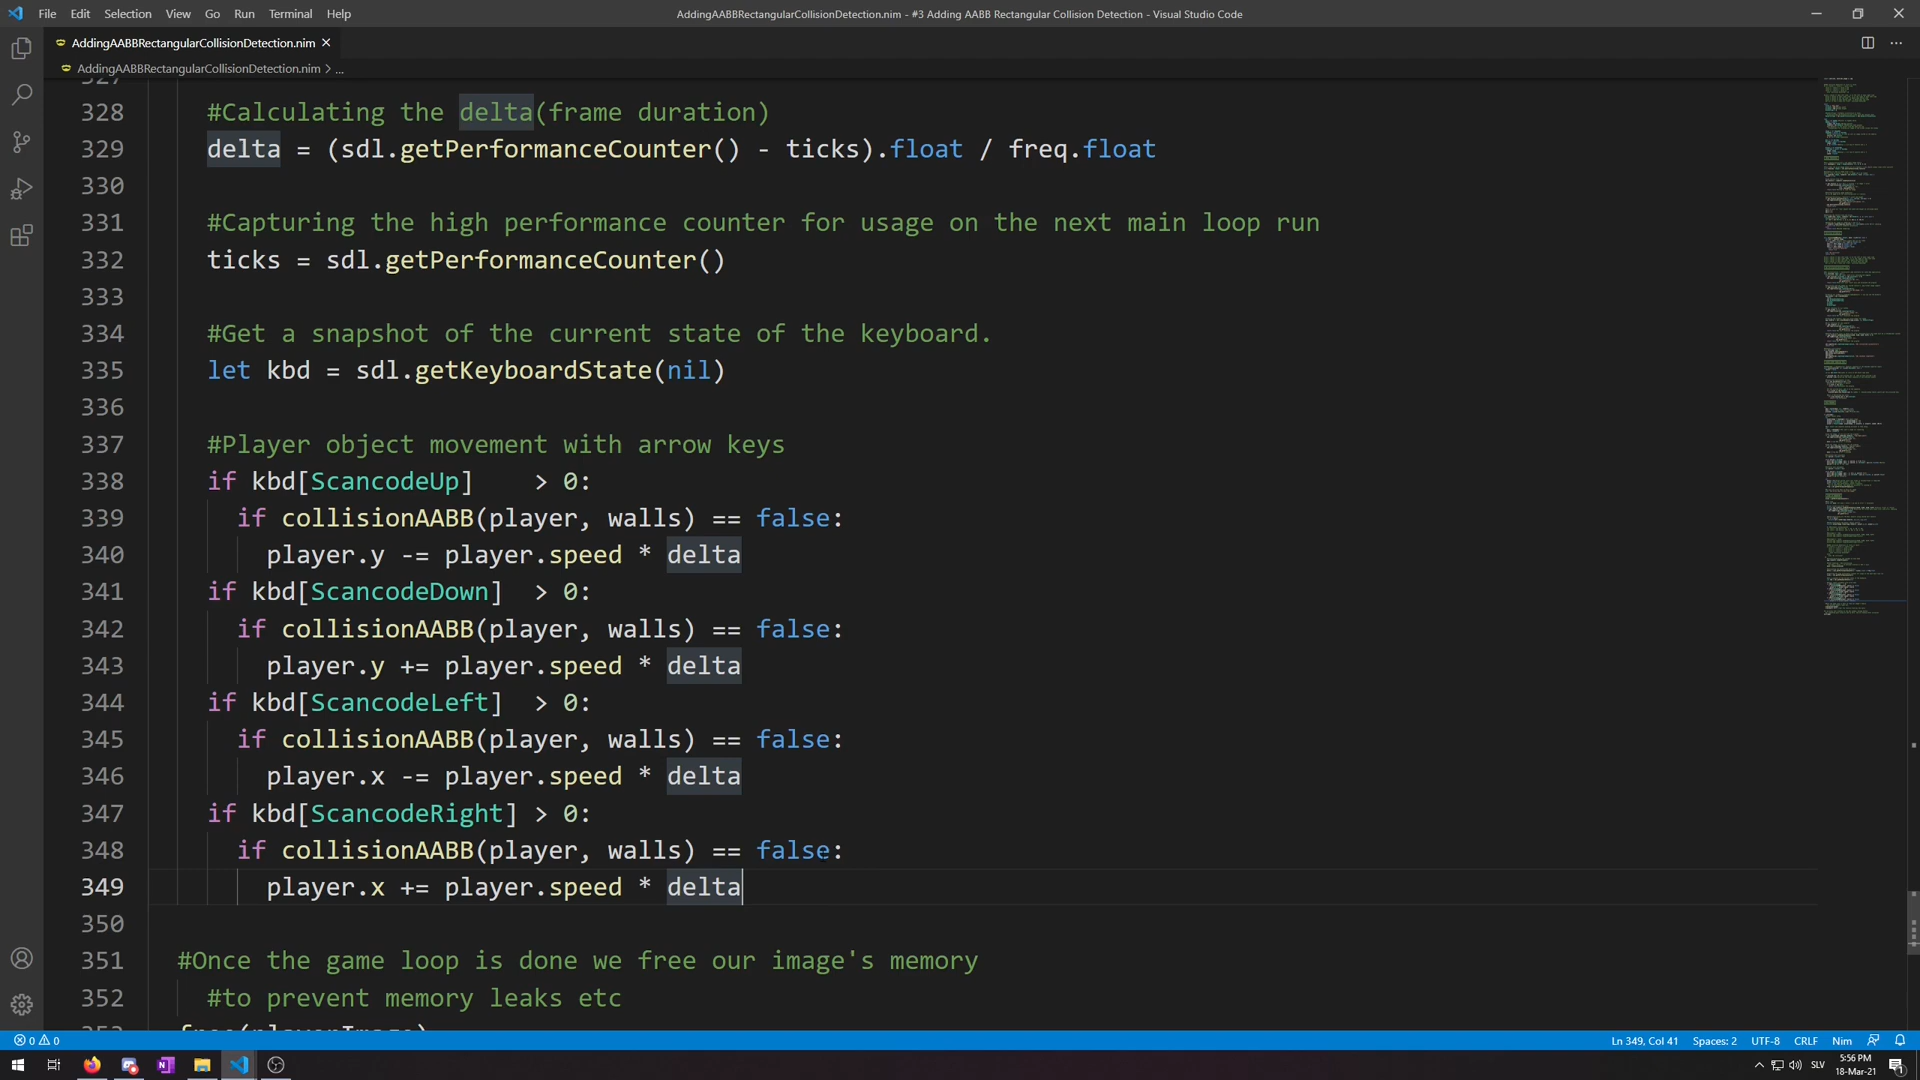 File Edit Selection View Go Run Terminal Help
AddingAABBRectangularCollisionDetection.nim - #3 Adding AABB Rectangular Collision Detection - Visual Studio Code
AddingAABBRectangularCollisionDetection.nim
AddingAABBRectangularCollisionDetection.nim > ...
327
328 #Calculating the delta(frame duration)
329 delta = (sdl.getPerformanceCounter() - ticks).float / freq.float
330
331 #Capturing the high performance counter for usage on the next main loop run
332 ticks = sdl.getPerformanceCounter()
333
334 #Get a snapshot of the current state of the keyboard.
335 let kbd = sdl.getKeyboardState(nil)
336
337 #Player object movement with arrow keys
338 if kbd[ScancodeUp]    > 0:
339 if collisionAABB(player, walls) == false:
340 player.y -= player.speed * delta
341 if kbd[ScancodeDown]  > 0:
342 if collisionAABB(player, walls) == false:
343 player.y += player.speed * delta
344 if kbd[ScancodeLeft]  > 0:
345 if collisionAABB(player, walls) == false:
346 player.x -= player.speed * delta
347 if kbd[ScancodeRight] > 0:
348 if collisionAABB(player, walls) == false:
349 player.x += player.speed * delta
350
351 #Once the game loop is done we free our image's memory
352 #to prevent memory leaks etc
353 free(playerImage)
0 0
Ln 349, Col 41 Spaces: 2 UTF-8 CRLF Nim
SLV
5:56 PM
18-Mar-21